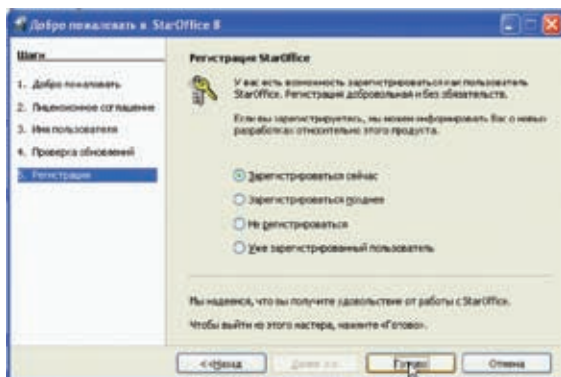 Добро пожаловать в StarOffice 8
Шаги
1. Добро пожаловать
2. Лицензионное соглашение
3. Имя пользователя
4. Проверка обновлений
5. Регистрация
Регистрация StarOffice
У вас есть возможность зарегистрироваться как пользователь
StarOffice. Регистрация добровольная и без обязательств.
Если вы зарегистрируетесь, мы можем информировать Вас о новых
разработках относительно этого продукта.
Зарегистрироваться сейчас
Зарегистрироваться позднее
Не регистрироваться
Уже зарегистрированный пользователь
Мы надеемся, что вы получите удовольствие от работы с StarOffice.
Чтобы выйти из этого мастера, нажмите «Готово».
<<Назад
Далее >>
Готово
Отмена